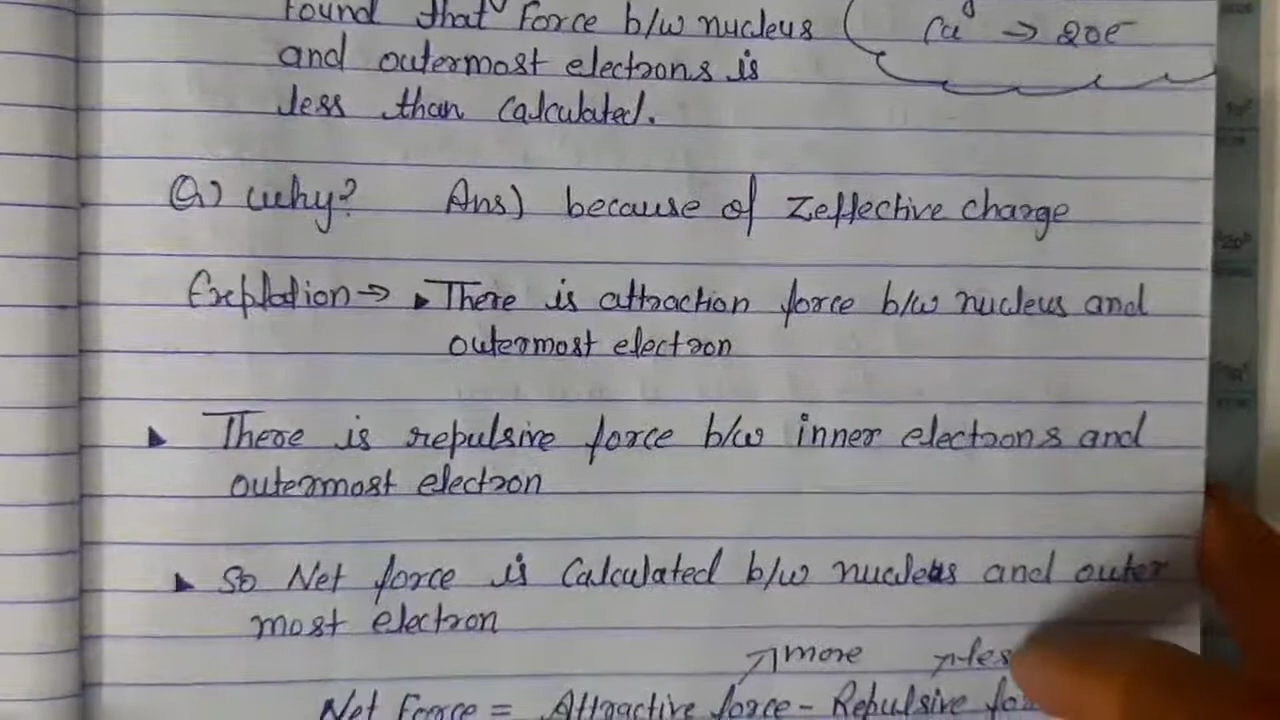 found that Force b/w nucleus ( Ca → 20e⁻
and outermost electrons is
less than Calculated.
Q) Why? Ans) because of Zeffective charge
Explation → There is attraction force b/w nucleus and
outermost electron
There is repulsive force b/w inner electrons and
outermost electron
So Net force is Calculated b/w nucleus and outer
most electron
more
Net Force = Attractive force - Repulsive